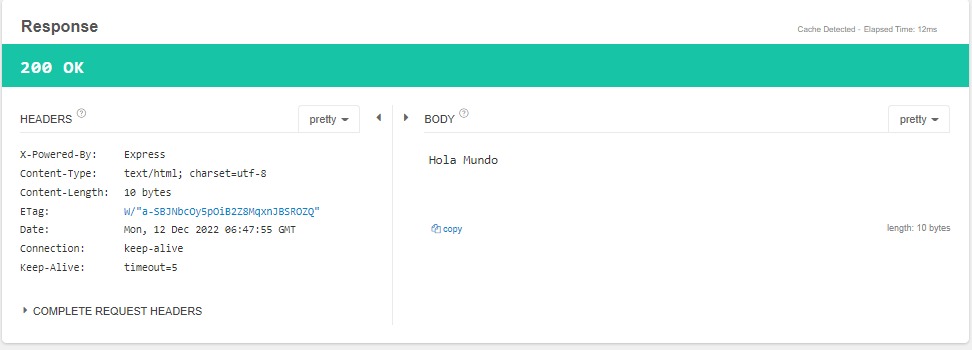 Response
Cache Detected - Elapsed Time: 12ms
200 OK
HEADERS ? pretty
BODY ? pretty
X-Powered-By: Express
Content-Type: text/html; charset=utf-8
Content-Length: 10 bytes
ETag: W/"a-SBJNbcOy5pOiB2Z8MqxnJBSROZQ"
Date: Mon, 12 Dec 2022 06:47:55 GMT
Connection: keep-alive
Keep-Alive: timeout=5
COMPLETE REQUEST HEADERS
Hola Mundo
copy
length: 10 bytes